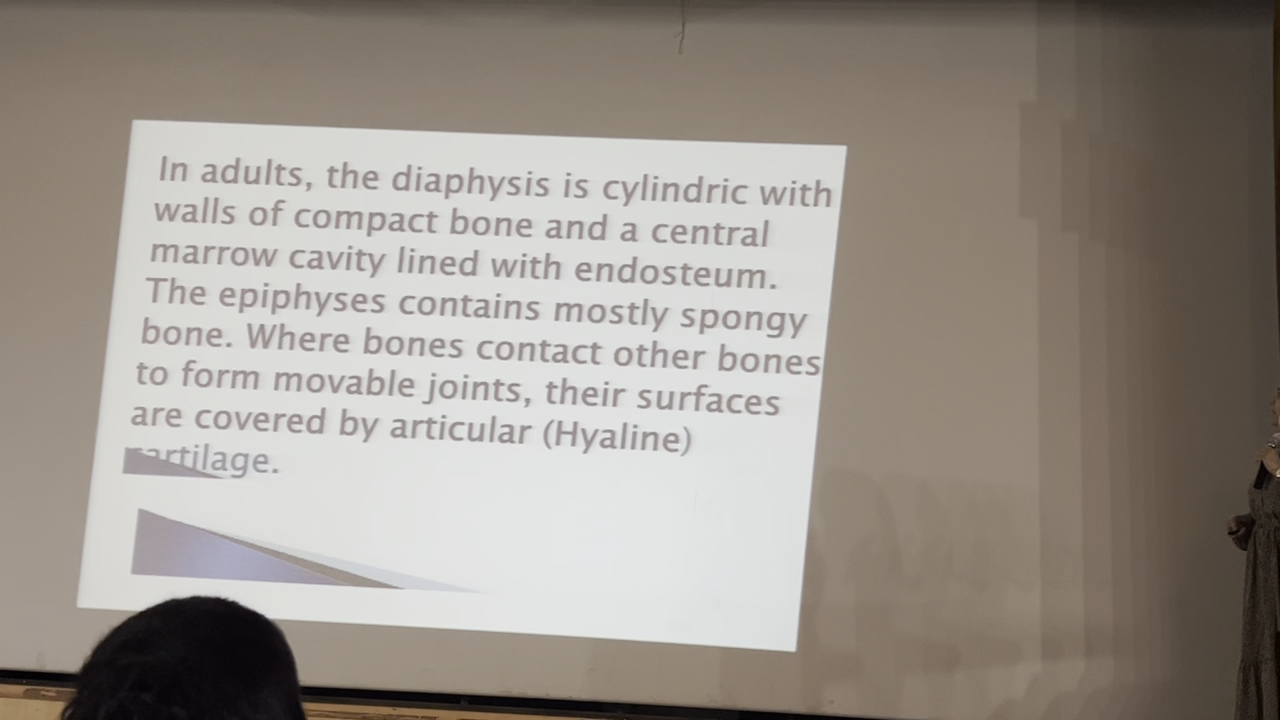 In adults, the diaphysis is cylindric with
walls of compact bone and a central
marrow cavity lined with endosteum.
The epiphyses contains mostly spongy
bone. Where bones contact other bones
to form movable joints, their surfaces
are covered by articular (Hyaline)
cartilage.